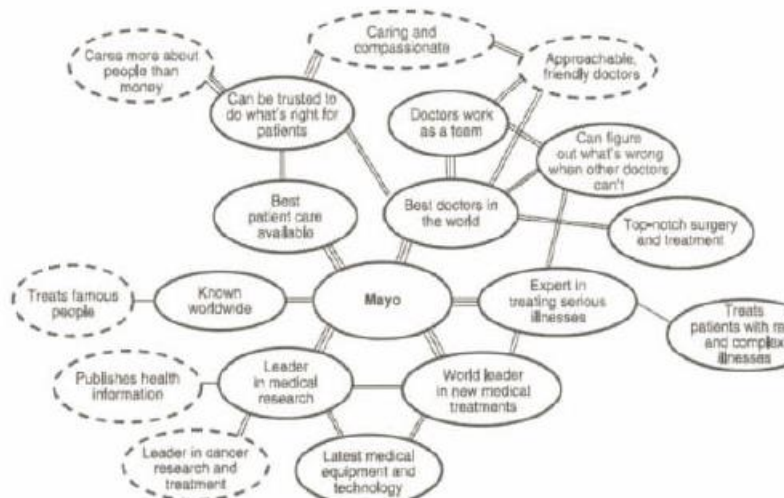 Caring and
compassionate
Cares more about
people than
money
Approachable,
friendly doctors
Can be trusted to
do what's right for
patients
Doctors work
as a team
Can figure
out what's wrong
when other doctors
can't
Best
patient care
available
Best doctors in
the world
Top-notch surgery
and treatment
Treats famous
people
Known
worldwide
Mayo
Expert in
treating serious
illnesses
Treats
patients with
and complex
illnesses
Publishes health
information
Leader
in medical
research
World leader
in new medical
treatments
Leader in cancer
research and
treatment
Latest medical
equipment and
technology